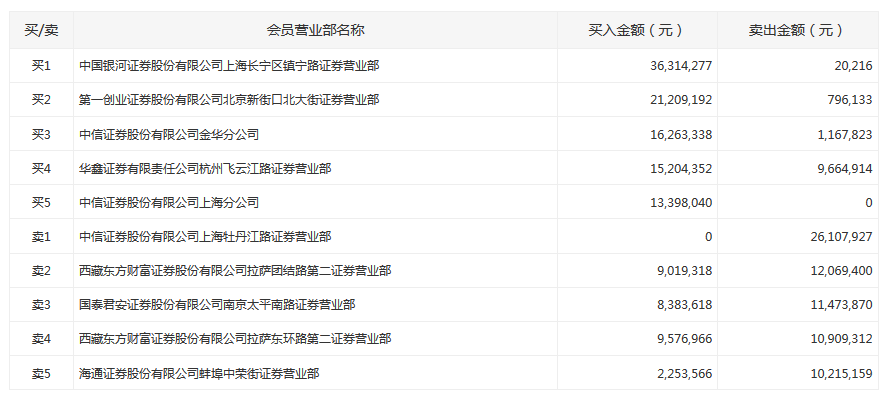 买/卖 会员营业部名称 买入金额（元） 卖出金额（元）
买1 中国银河证券股份有限公司上海长宁区镇宁路证券营业部 36,314,277 20,216
买2 第一创业证券股份有限公司北京新街口北大街证券营业部 21,209,192 796,133
买3 中信证券股份有限公司金华分公司 16,263,338 1,167,823
买4 华鑫证券有限责任公司杭州飞云江路证券营业部 15,204,352 9,664,914
买5 中信证券股份有限公司上海分公司 13,398,040 0
卖1 中信证券股份有限公司上海牡丹江路证券营业部 0 26,107,927
卖2 西藏东方财富证券股份有限公司拉萨团结路第二证券营业部 9,019,318 12,069,400
卖3 国泰君安证券股份有限公司南京太平南路证券营业部 8,383,618 11,473,870
卖4 西藏东方财富证券股份有限公司拉萨东环路第二证券营业部 9,576,966 10,909,312
卖5 海通证券股份有限公司蚌埠中荣街证券营业部 2,253,566 10,215,159